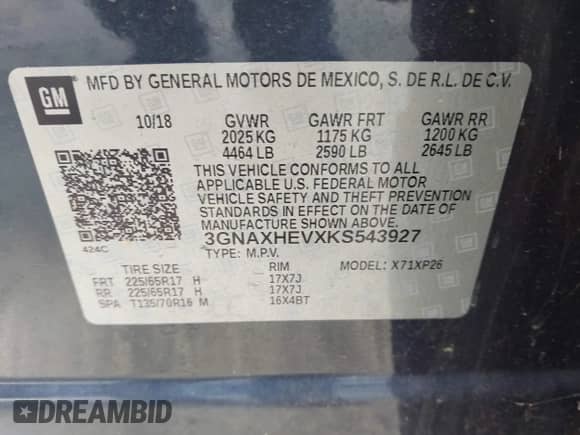 GM
MFD BY GENERAL MOTORS DE MEXICO, S. DE R.L. DE C.V.
10/18 GVWR GAWR FRT GAWR RR
2025 KG 1175 KG 1200 KG
4464 LB 2590 LB 2645 LB
THIS VEHICLE CONFORMS TO ALL
APPLICABLE U.S. FEDERAL MOTOR
VEHICLE SAFETY AND THEFT PREVENTION
STANDARDS IN EFFECT ON THE DATE OF
MANUFACTURE SHOWN ABOVE.
424C 3GNAXHEVXKS543927
TYPE: M.P.V. MODEL: X71XP26
TIRE SIZE RIM
FRT 225/65R17 H 17X7J
RR 225/65R17 H 17X7J
SPA T135/70R16 M 16X4BT
DREAMBID